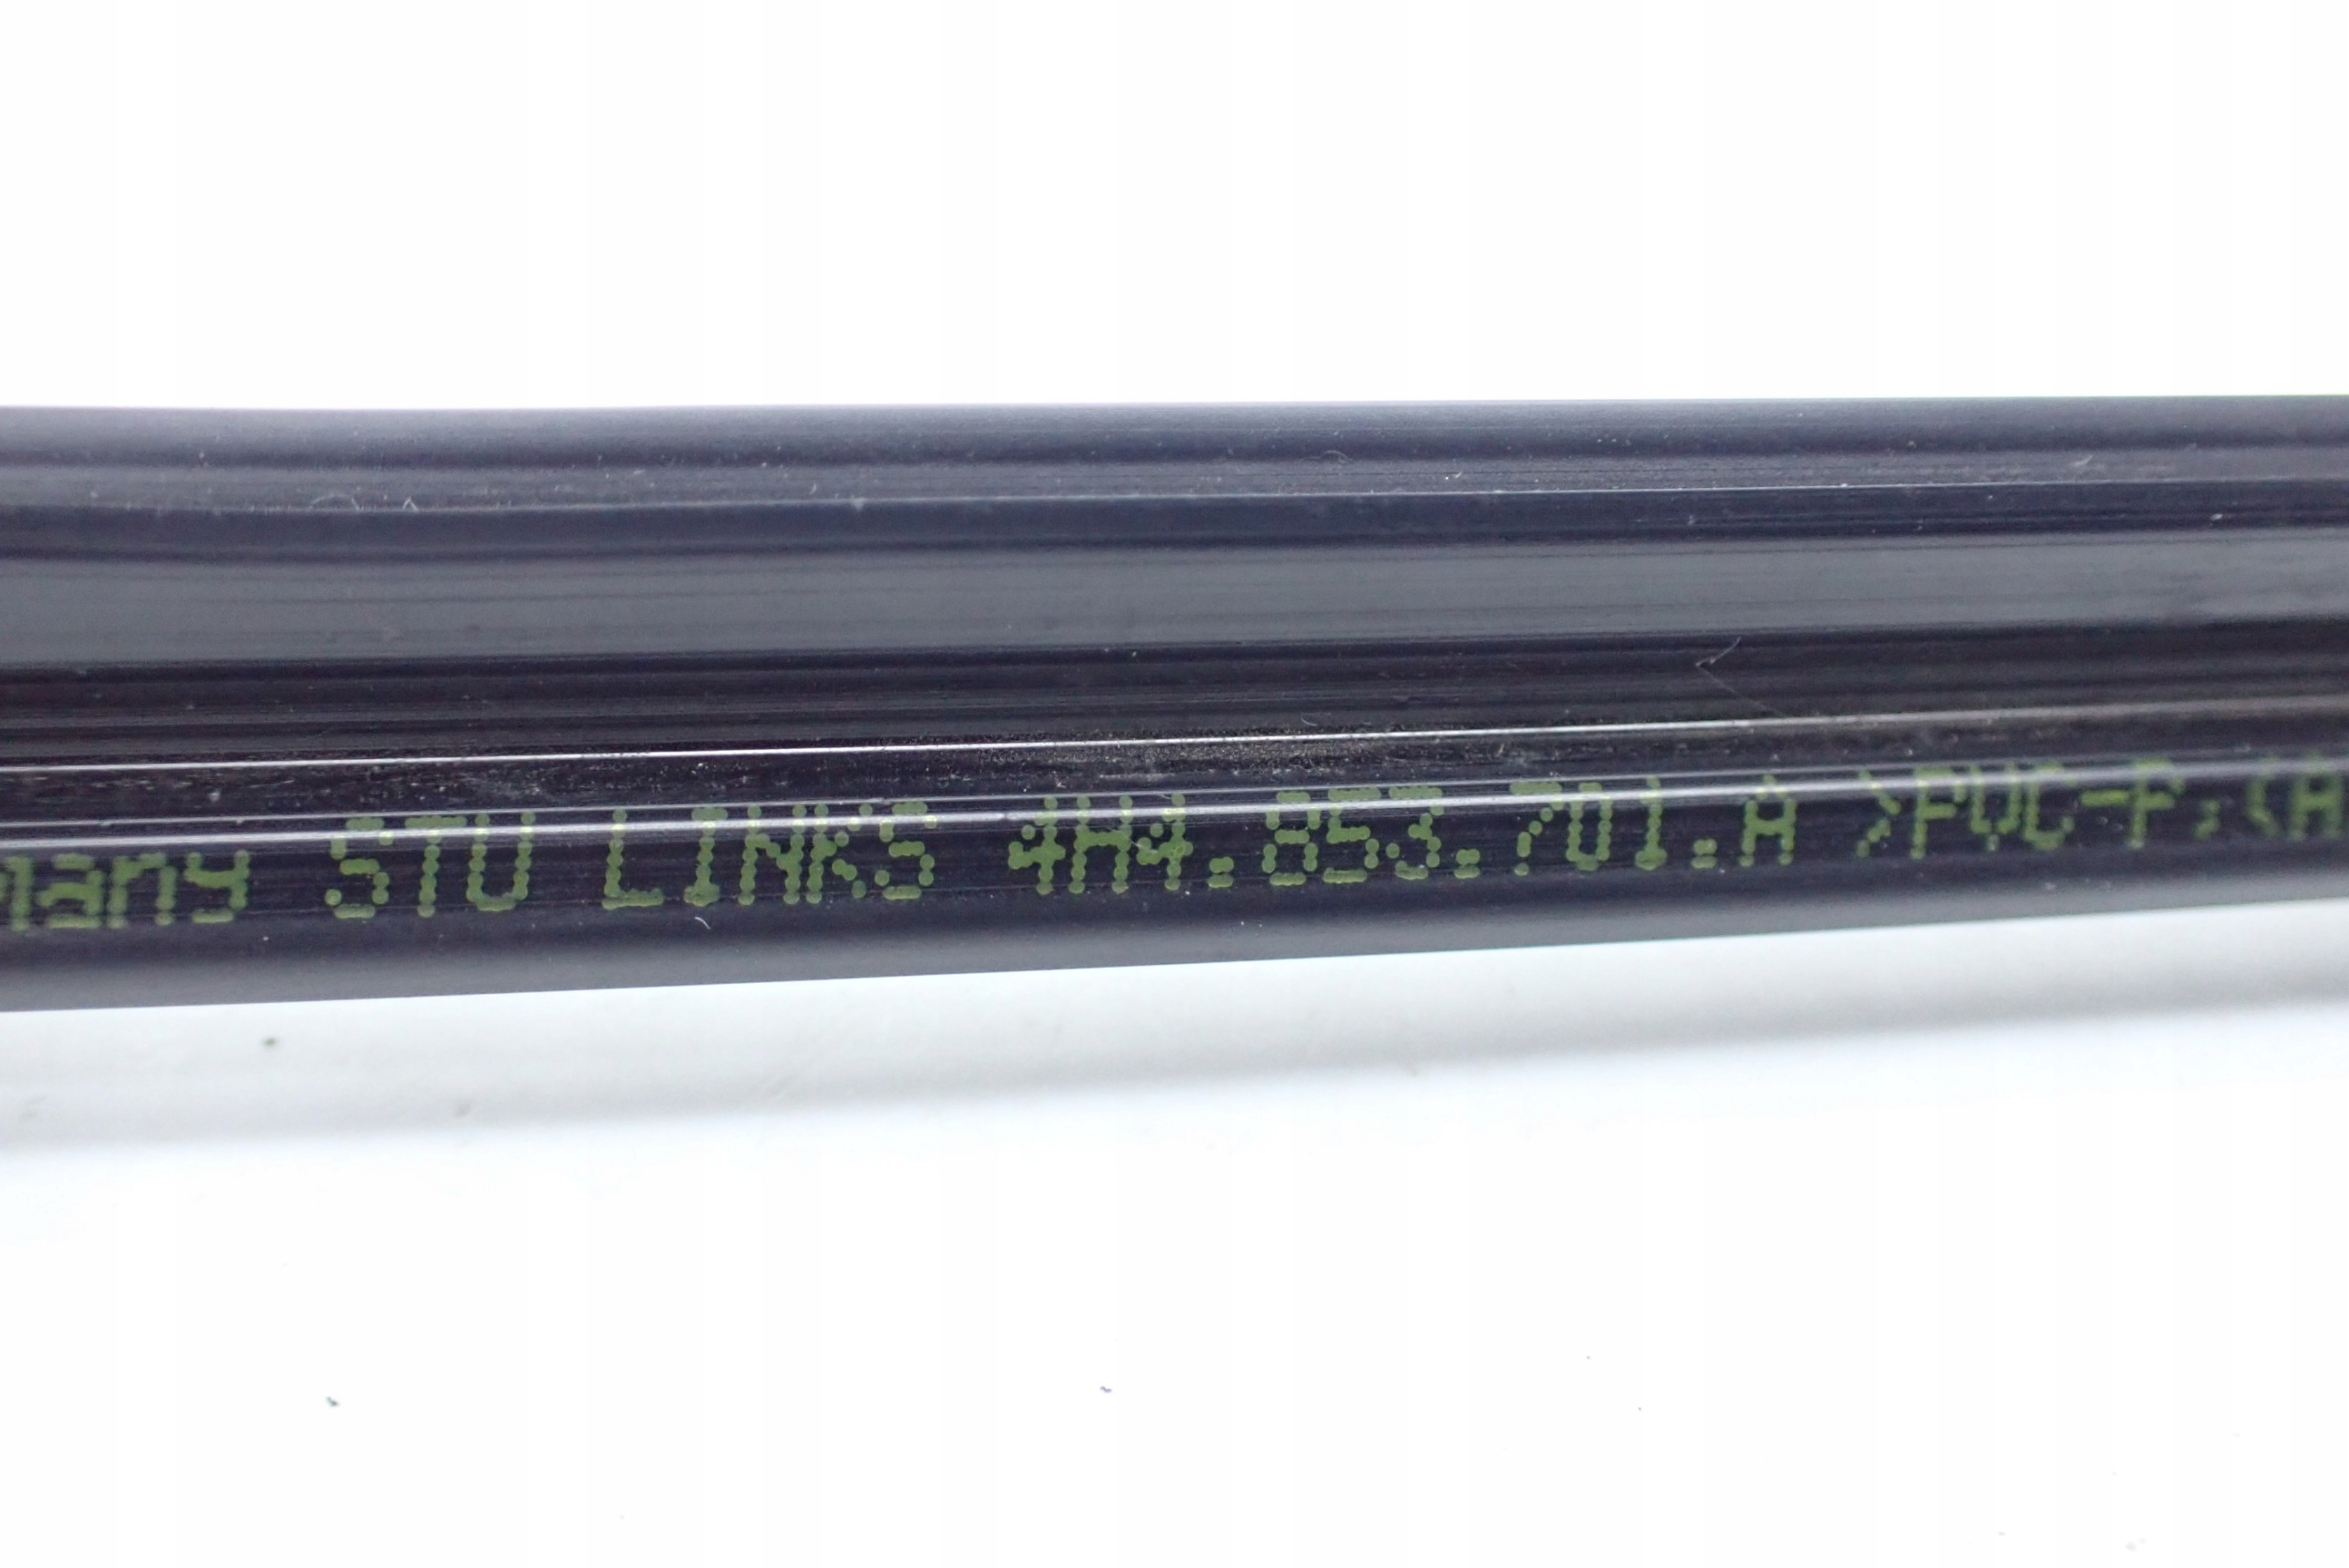 many STU LINKS 4H4.853.701.A >PVC-P,<A